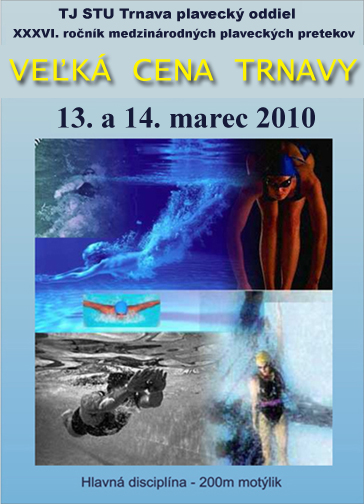 TJ STU Trnava plavecký oddiel
XXXVI. ročník medzinárodných plaveckých pretekov
VEĽKÁ CENA TRNAVY
13. a 14. marec 2010
Hlavná disciplína - 200m motýlik